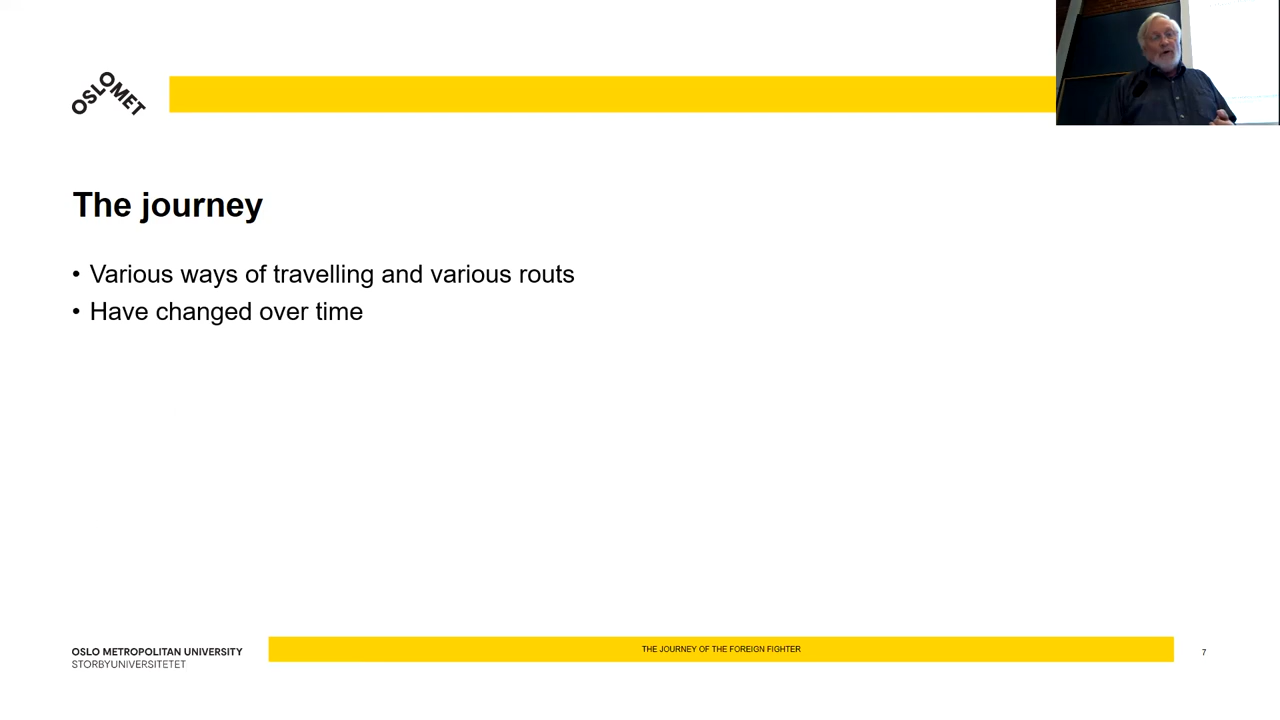 OSLOMET
The journey
• Various ways of travelling and various routs
• Have changed over time
OSLO METROPOLITAN UNIVERSITY
STORBYUNIVERSITETET
THE JOURNEY OF THE FOREIGN FIGHTER
7